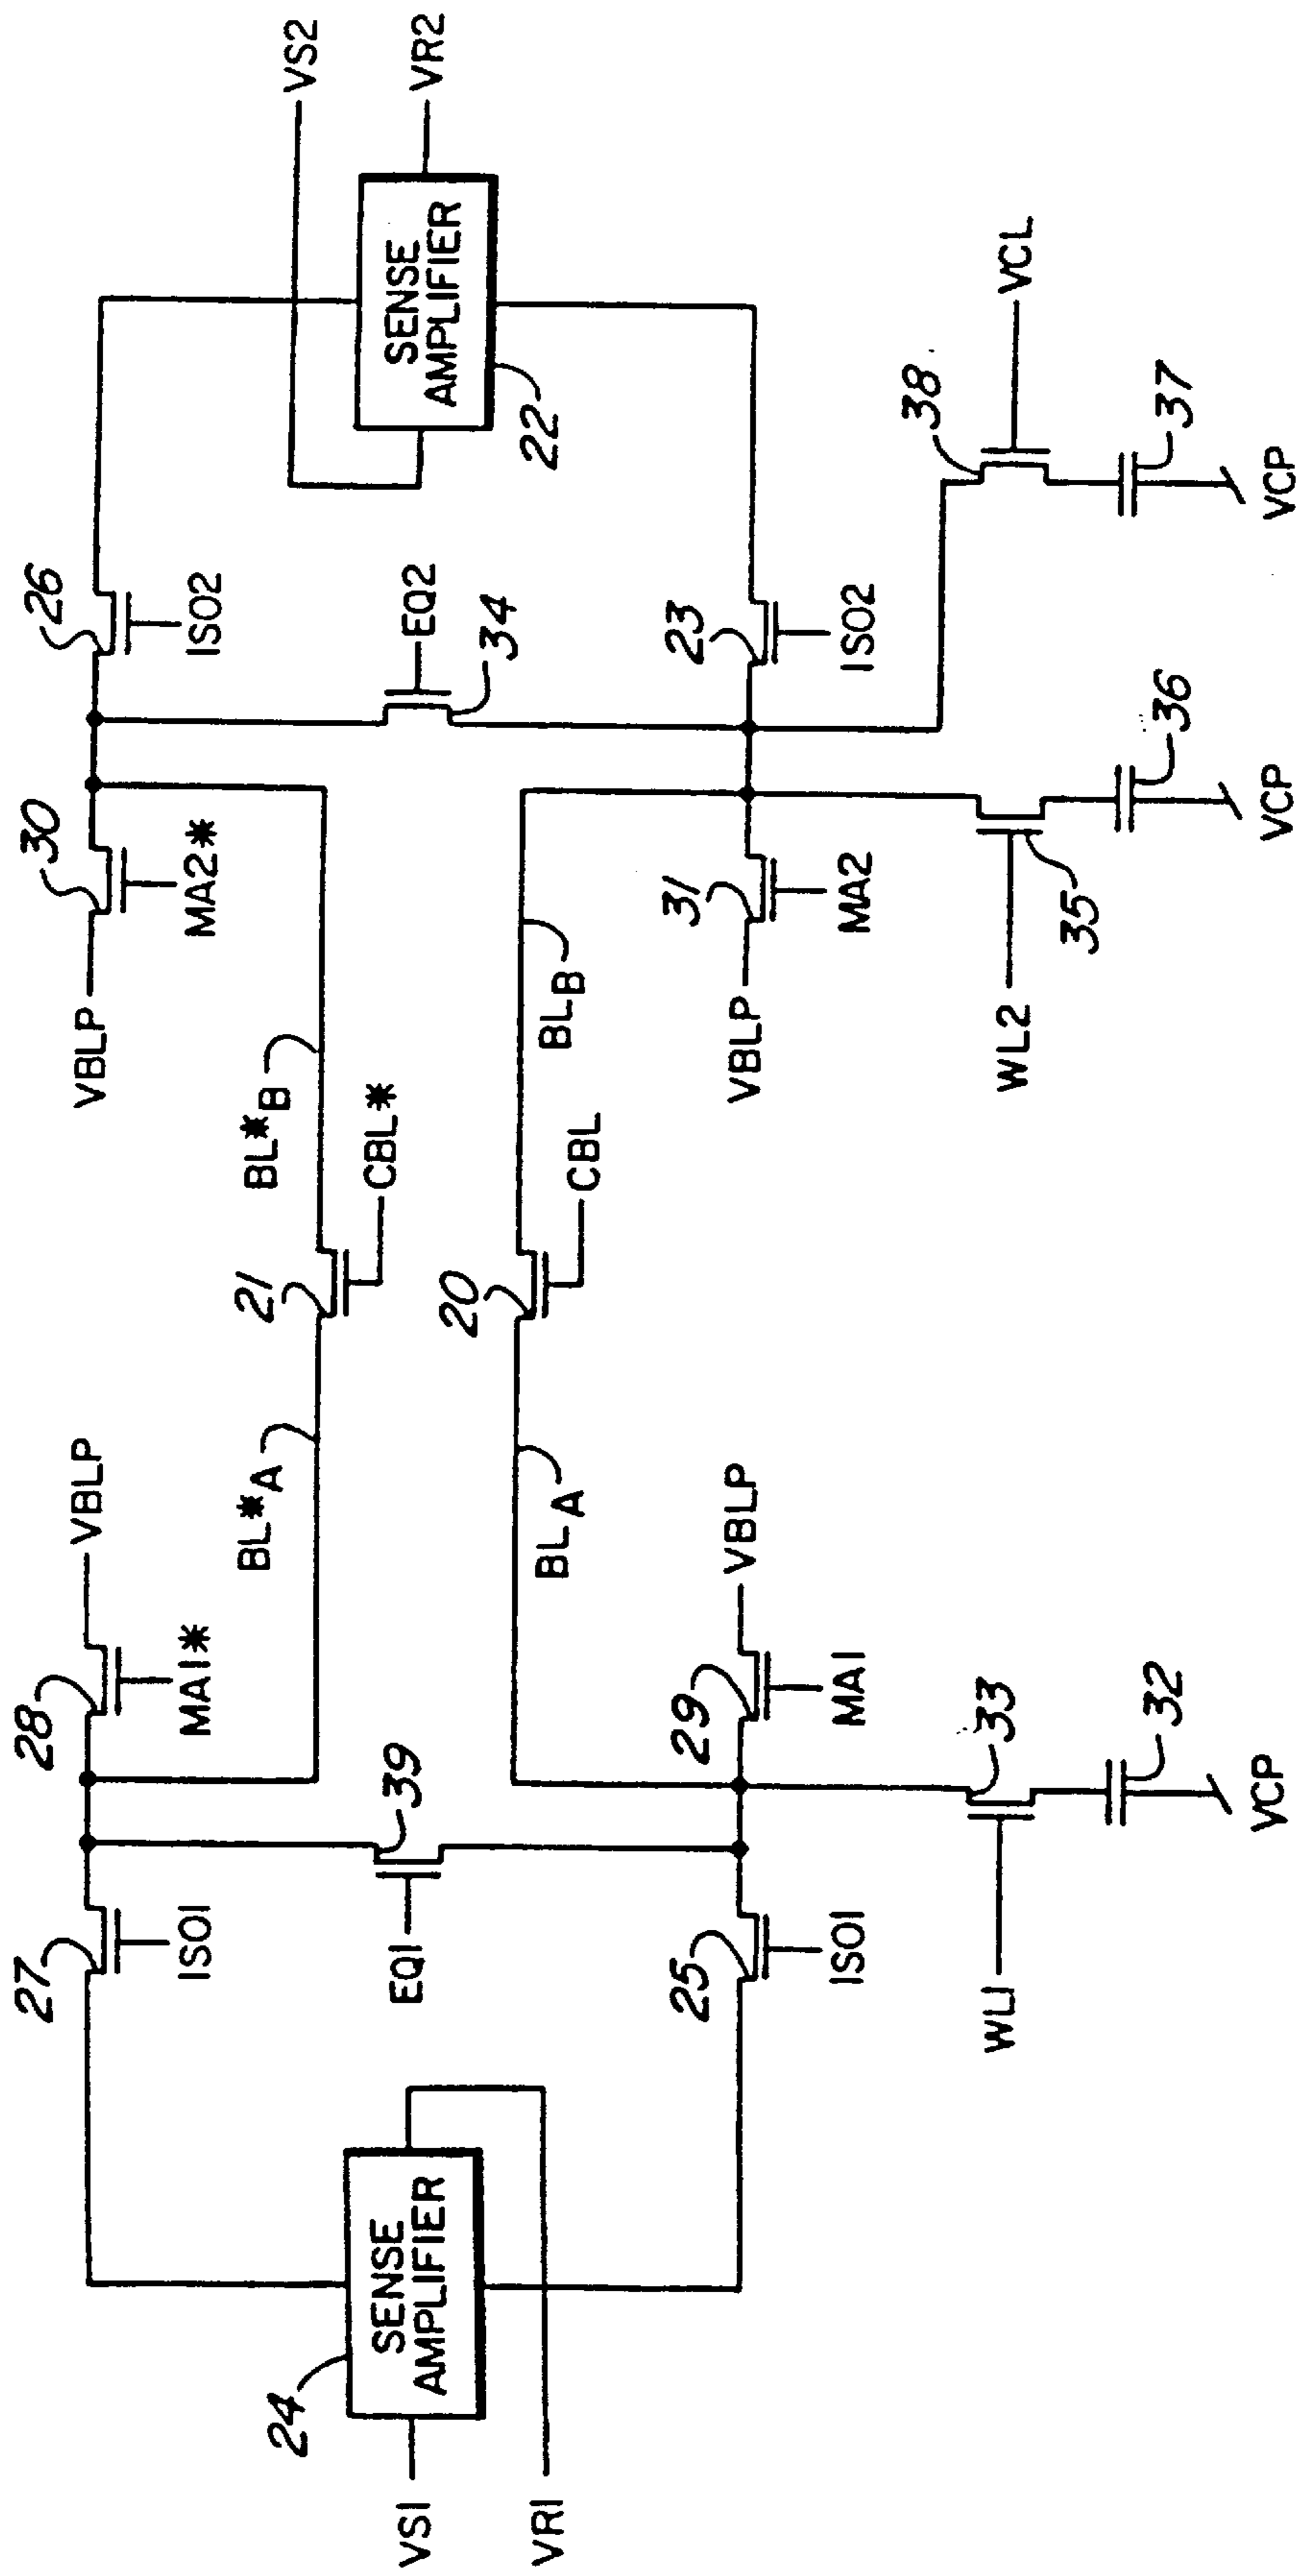 27
ISO1
28
MA1*
VBLP
VBLP
30
MA2*
26
ISO2
VS2
VR2
BL*A
21
CBL*
BL*B
24
SENSE
AMPLIFIER
VS1
VR1
EQ1
39
EQ2
34
SENSE
AMPLIFIER
22
BLA
20
CBL
BLB
25
ISO1
29
MA1
VBLP
VBLP
31
MA2
23
ISO2
WL1
33
32
VCP
WL2
35
36
VCP
38
VCL
37
VCP